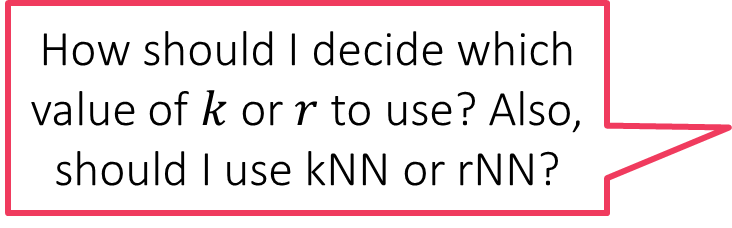 How should I decide which
value of k or r to use? Also,
should I use kNN or rNN?